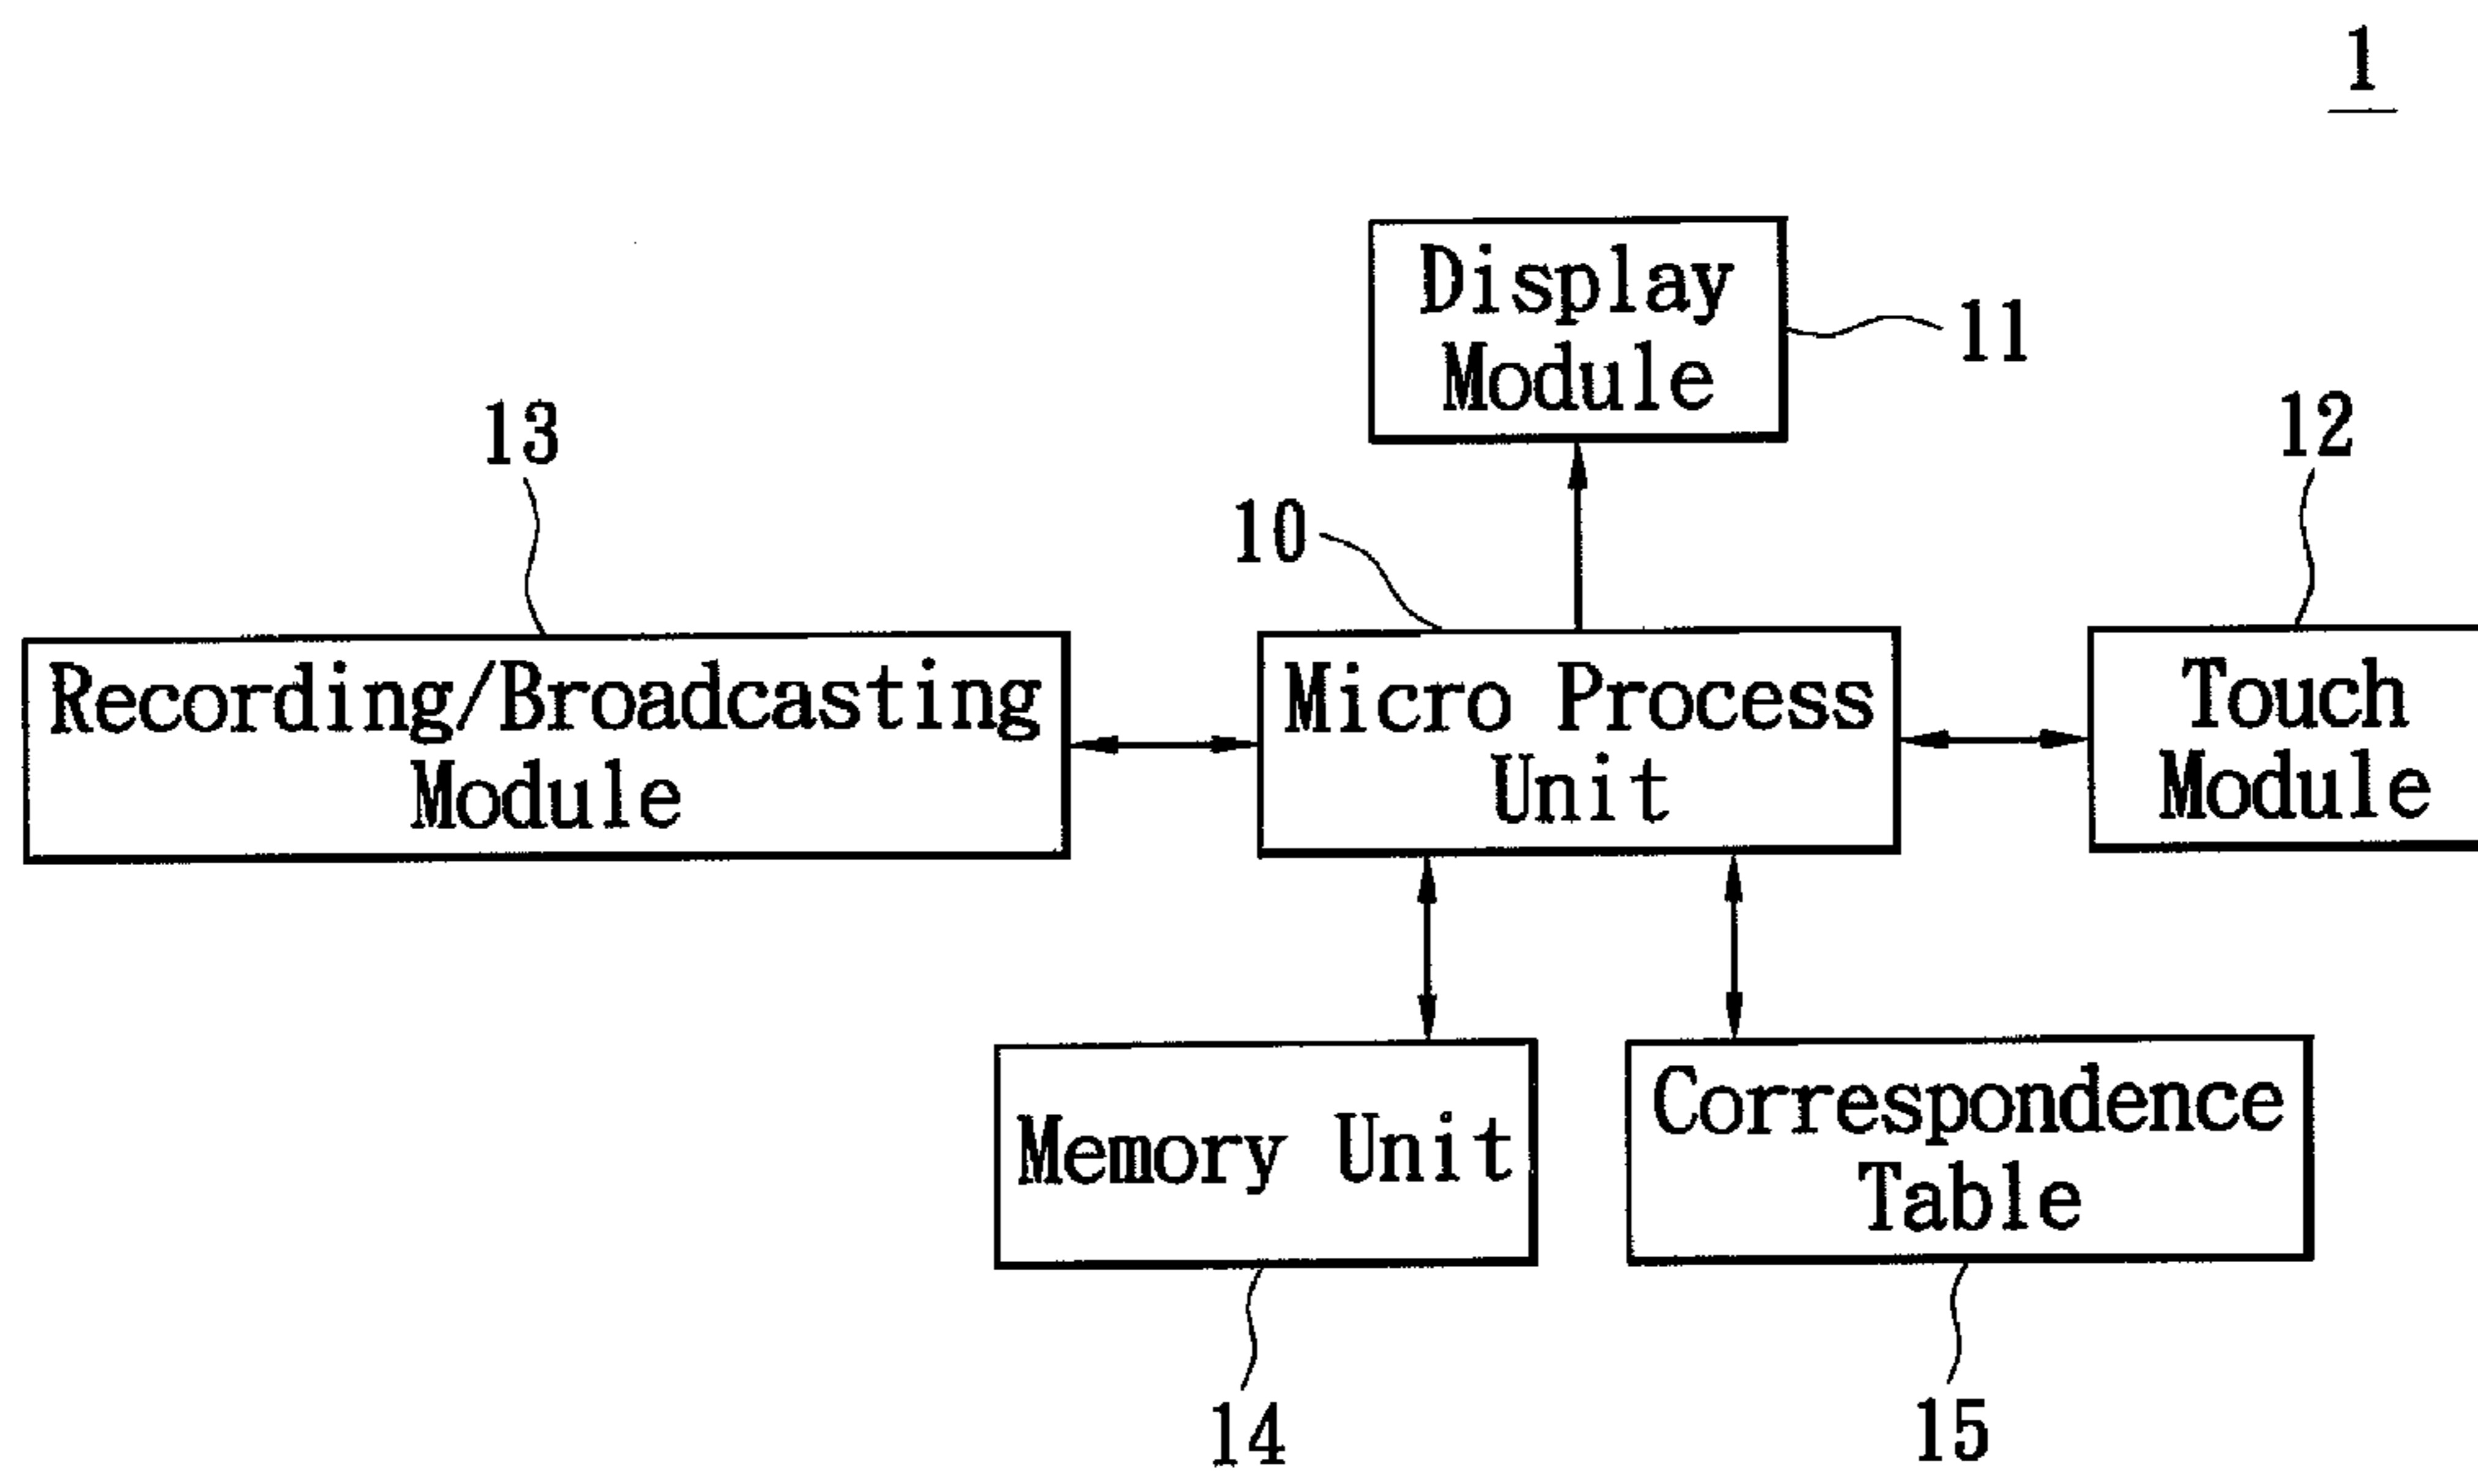 1
Display
Module
11
13
12
10
Recording/Broadcasting
Module
Micro Process
Unit
Touch
Module
Memory Unit
Correspondence
Table
14
15